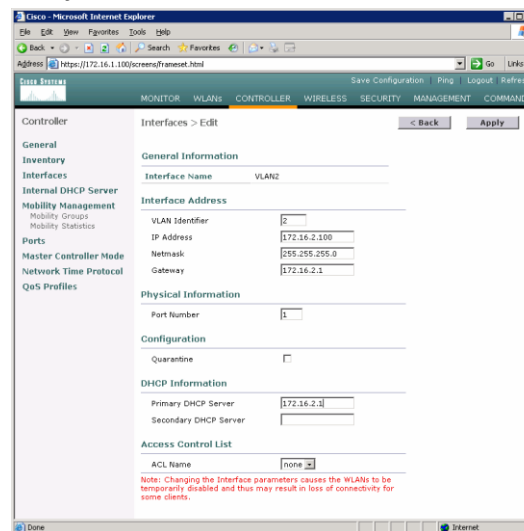 Cisco - Microsoft Internet Explorer
File Edit View Favorites Tools Help
Back Search Favorites
Address https://172.16.1.100/screens/frameset.html Go Links
Cisco Systems
Save Configuration Ping Logout Refres
MONITOR WLANs CONTROLLER WIRELESS SECURITY MANAGEMENT COMMAND
Controller
General
Inventory
Interfaces
Internal DHCP Server
Mobility Management
Mobility Groups
Mobility Statistics
Ports
Master Controller Mode
Network Time Protocol
QoS Profiles
Interfaces > Edit
< Back Apply
General Information
Interface Name VLAN2
Interface Address
VLAN Identifier 2
IP Address 172.16.2.100
Netmask 255.255.255.0
Gateway 172.16.2.1
Physical Information
Port Number 1
Configuration
Quarantine
DHCP Information
Primary DHCP Server 172.16.2.1
Secondary DHCP Server
Access Control List
ACL Name none
Note: Changing the Interface parameters causes the WLANs to be
temporarily disabled and thus may result in loss of connectivity for
some clients.
Done Internet